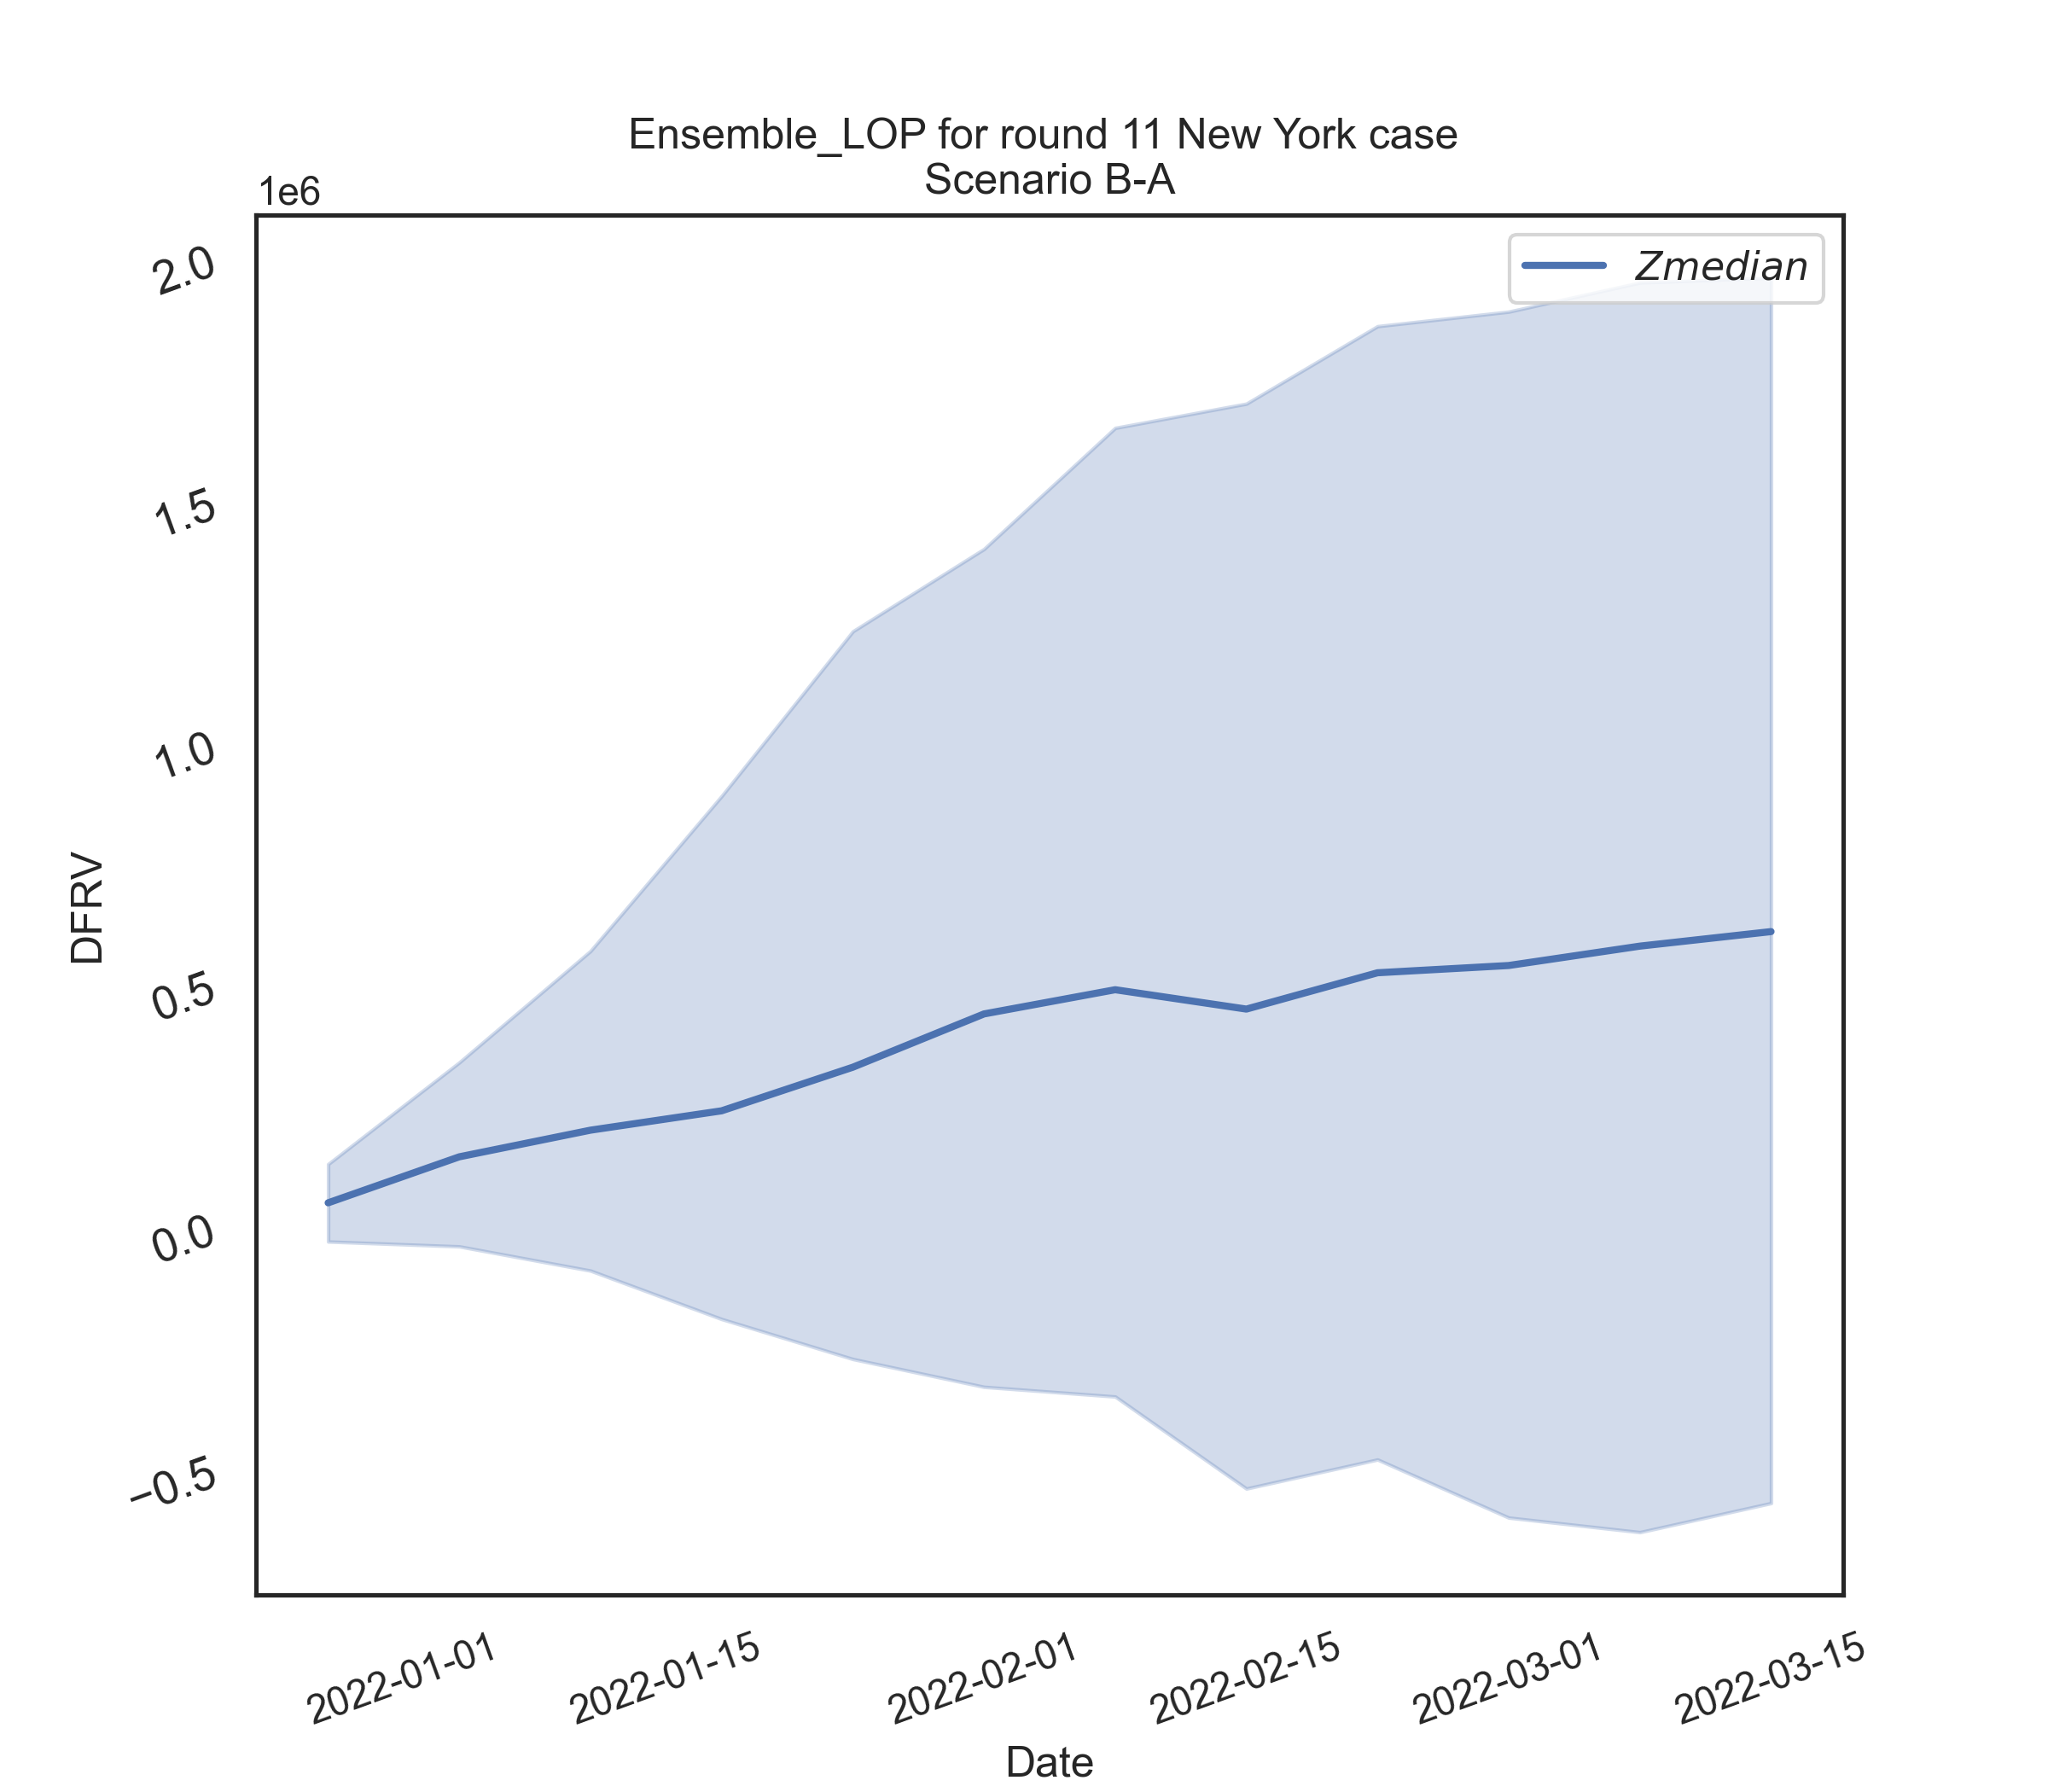 Ensemble_LOP for round 11 New York case
Scenario B-A
1e6
Zmedian
2.0
1.5
1.0
0.5
0.0
−0.5
DFRV
2022-01-01
2022-01-15
2022-02-01
2022-02-15
2022-03-01
2022-03-15
Date